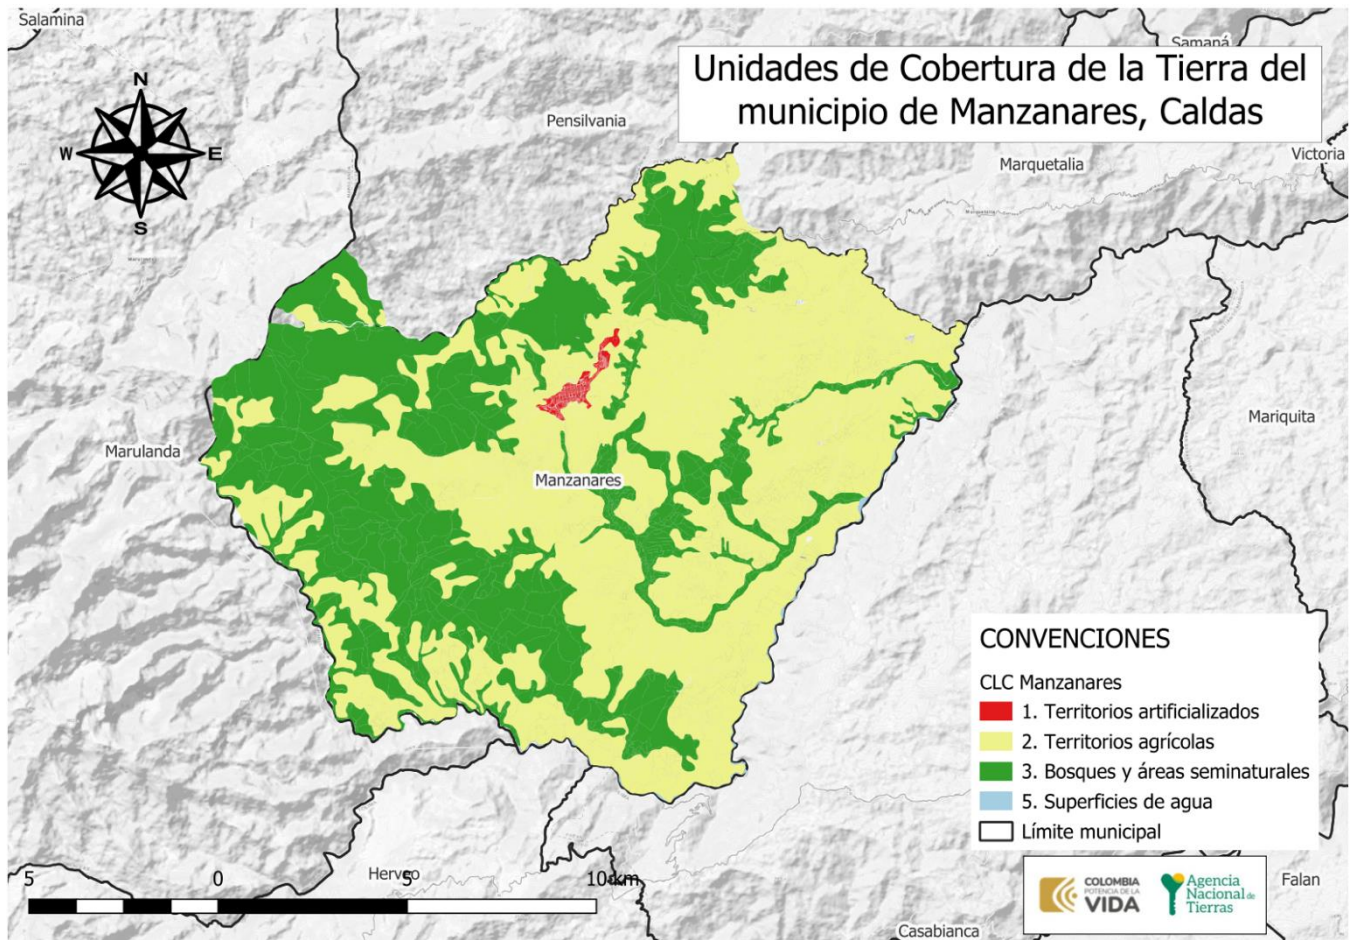 Salamina
Samaná
Unidades de Cobertura de la Tierra del
municipio de Manzanares, Caldas
N
W
E
S
Pensilvania
Marquetalia
Victoria
Marulanda
Manzanares
Mariquita
CONVENCIONES
CLC Manzanares
1. Territorios artificializados
2. Territorios agrícolas
3. Bosques y áreas seminaturales
5. Superficies de agua
Límite municipal
Herveo
5 0 5 10 km
COLOMBIA
POTENCIA DE LA
VIDA
Agencia
Nacional de
Tierras
Falan
Casabianca